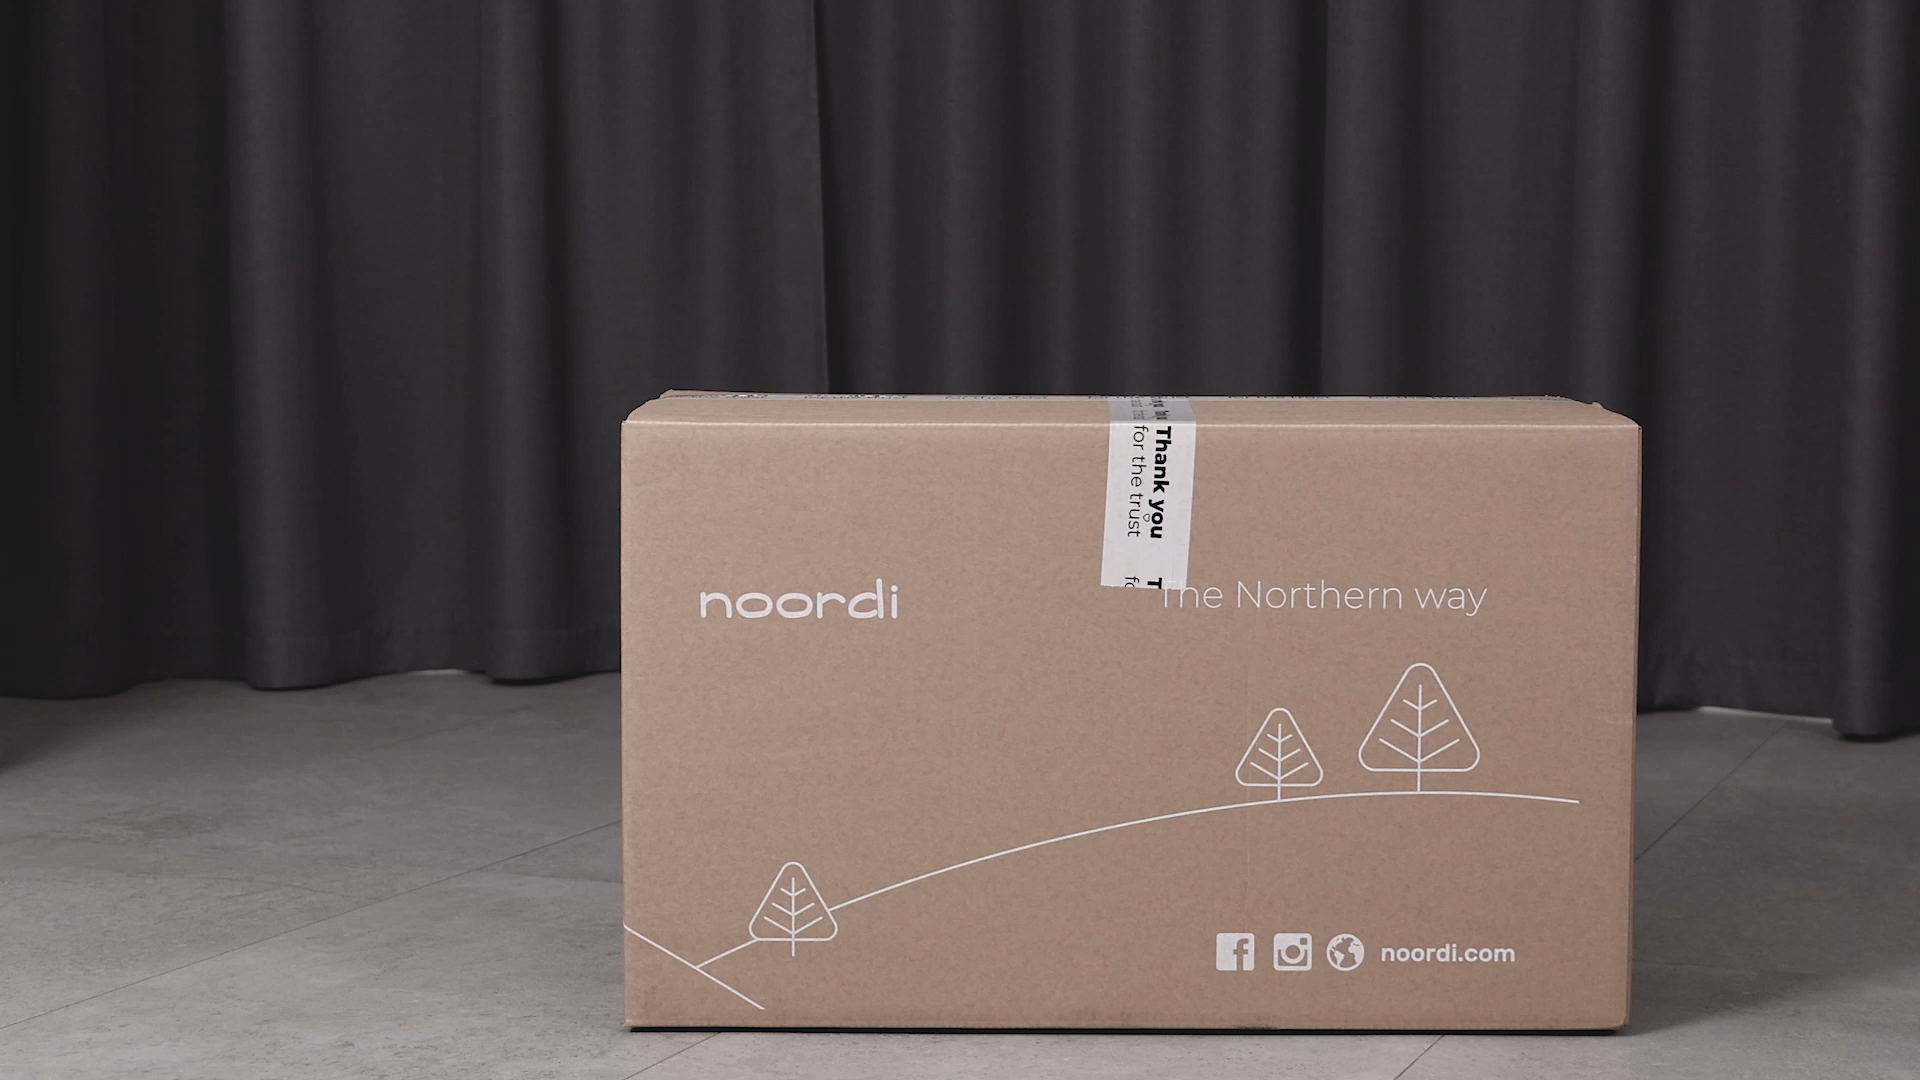 Thank you
for the trust
noordi
The Northern way
noordi.com